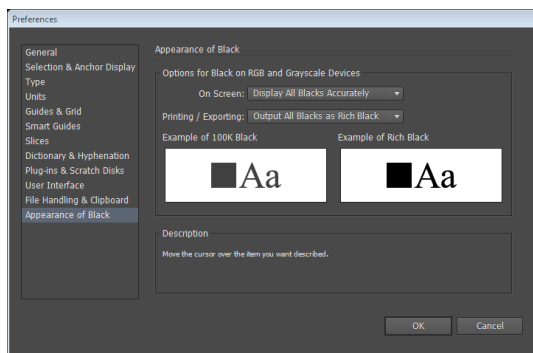 Preferences
General
Selection & Anchor Display
Type
Units
Guides & Grid
Smart Guides
Slices
Dictionary & Hyphenation
Plug-ins & Scratch Disks
User Interface
File Handling & Clipboard
Appearance of Black
Appearance of Black
Options for Black on RGB and Grayscale Devices
On Screen: Display All Blacks Accurately
Printing / Exporting: Output All Blacks as Rich Black
Example of 100K Black Example of Rich Black
Aa Aa
Description
Move the cursor over the item you want described.
OK Cancel